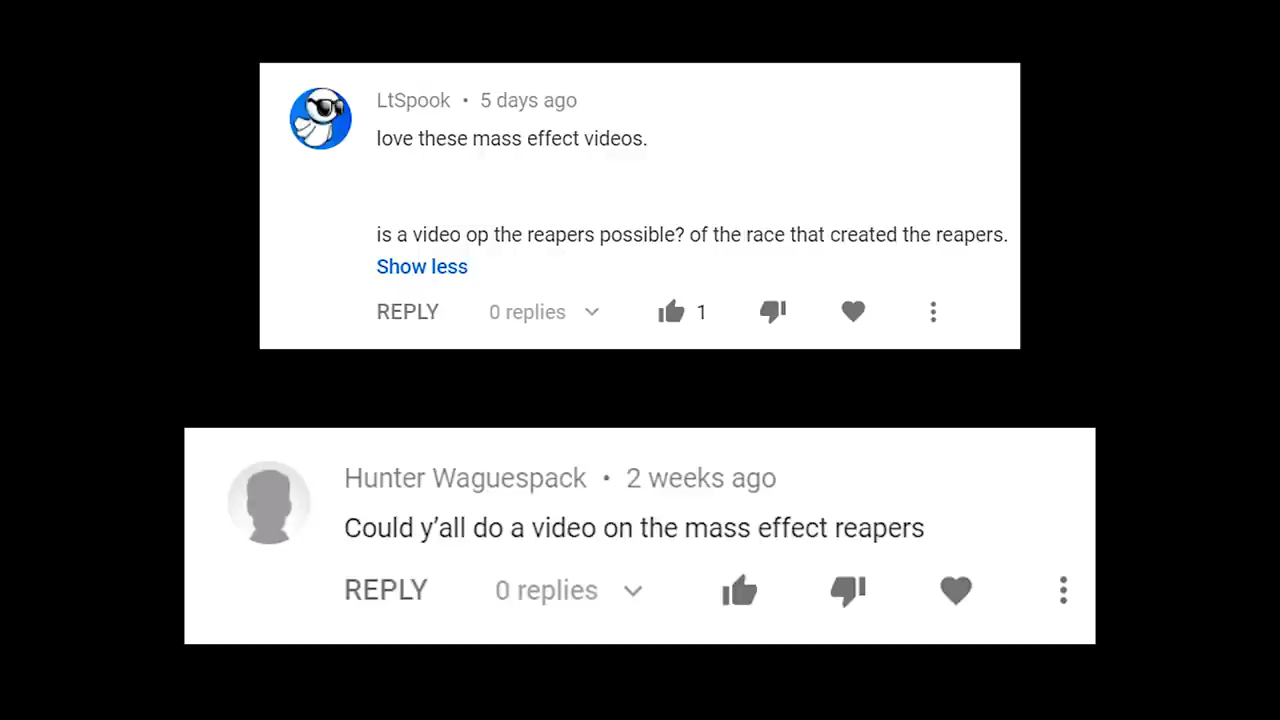 LtSpook • 5 days ago
love these mass effect videos.
is a video op the reapers possible? of the race that created the reapers.
Show less
REPLY 0 replies 1
Hunter Waguespack • 2 weeks ago
Could y’all do a video on the mass effect reapers
REPLY 0 replies